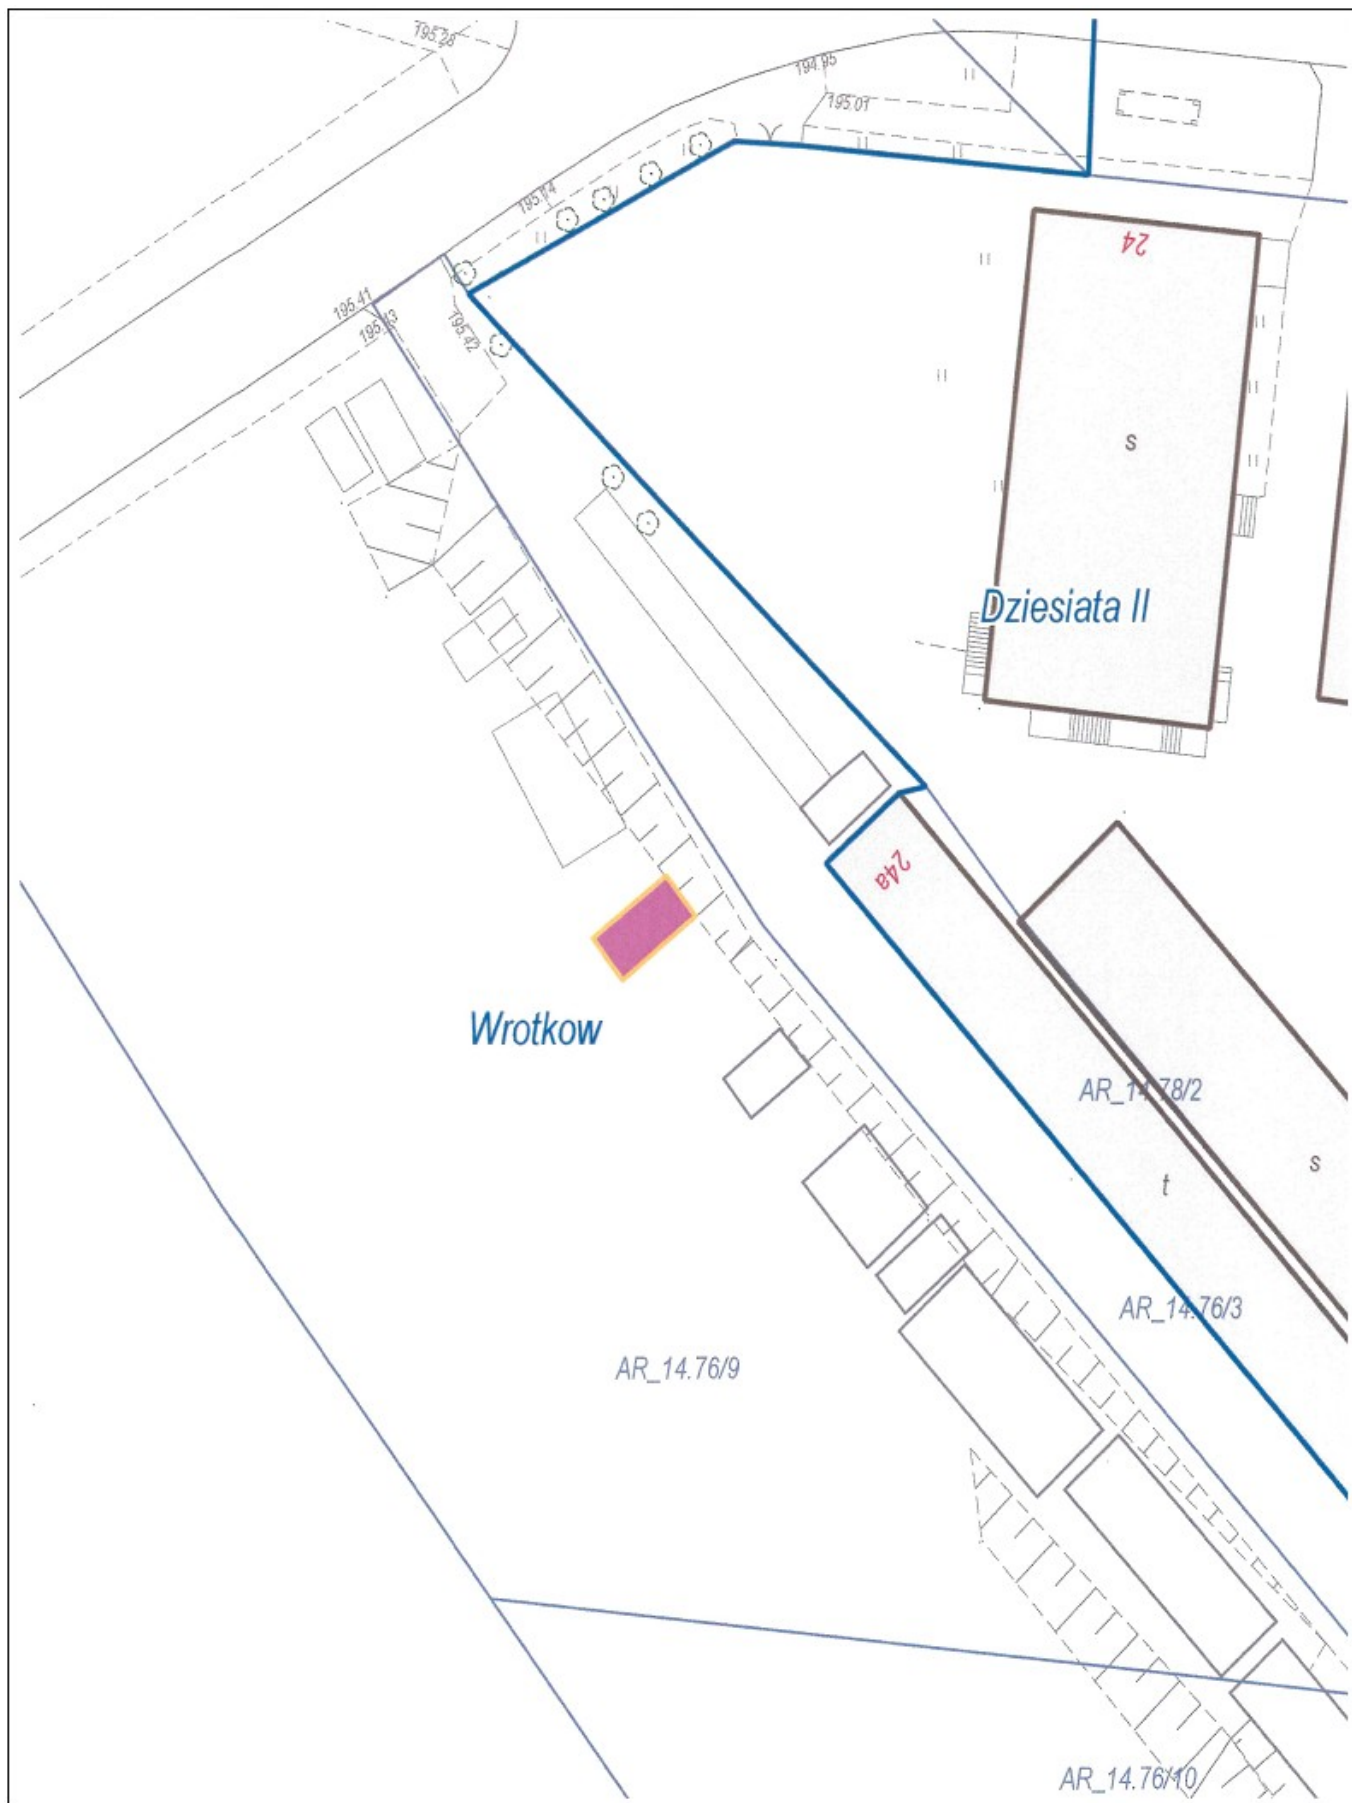 195.28
194.95
195.01
195.14
24
195.41
195.43
195.42
s
Dziesiata II
24a
Wrotkow
AR_14.78/2
s
t
AR_14.76/3
AR_14.76/9
AR_14.76/10